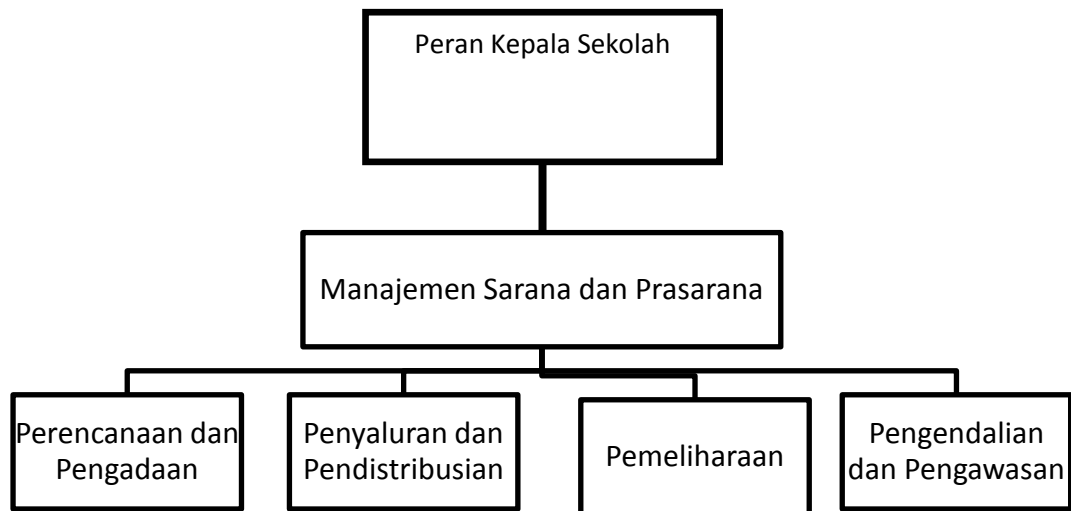 Peran Kepala Sekolah
Manajemen Sarana dan Prasarana
Perencanaan dan
Pengadaan
Penyaluran dan
Pendistribusian
Pemeliharaan
Pengendalian
dan Pengawasan